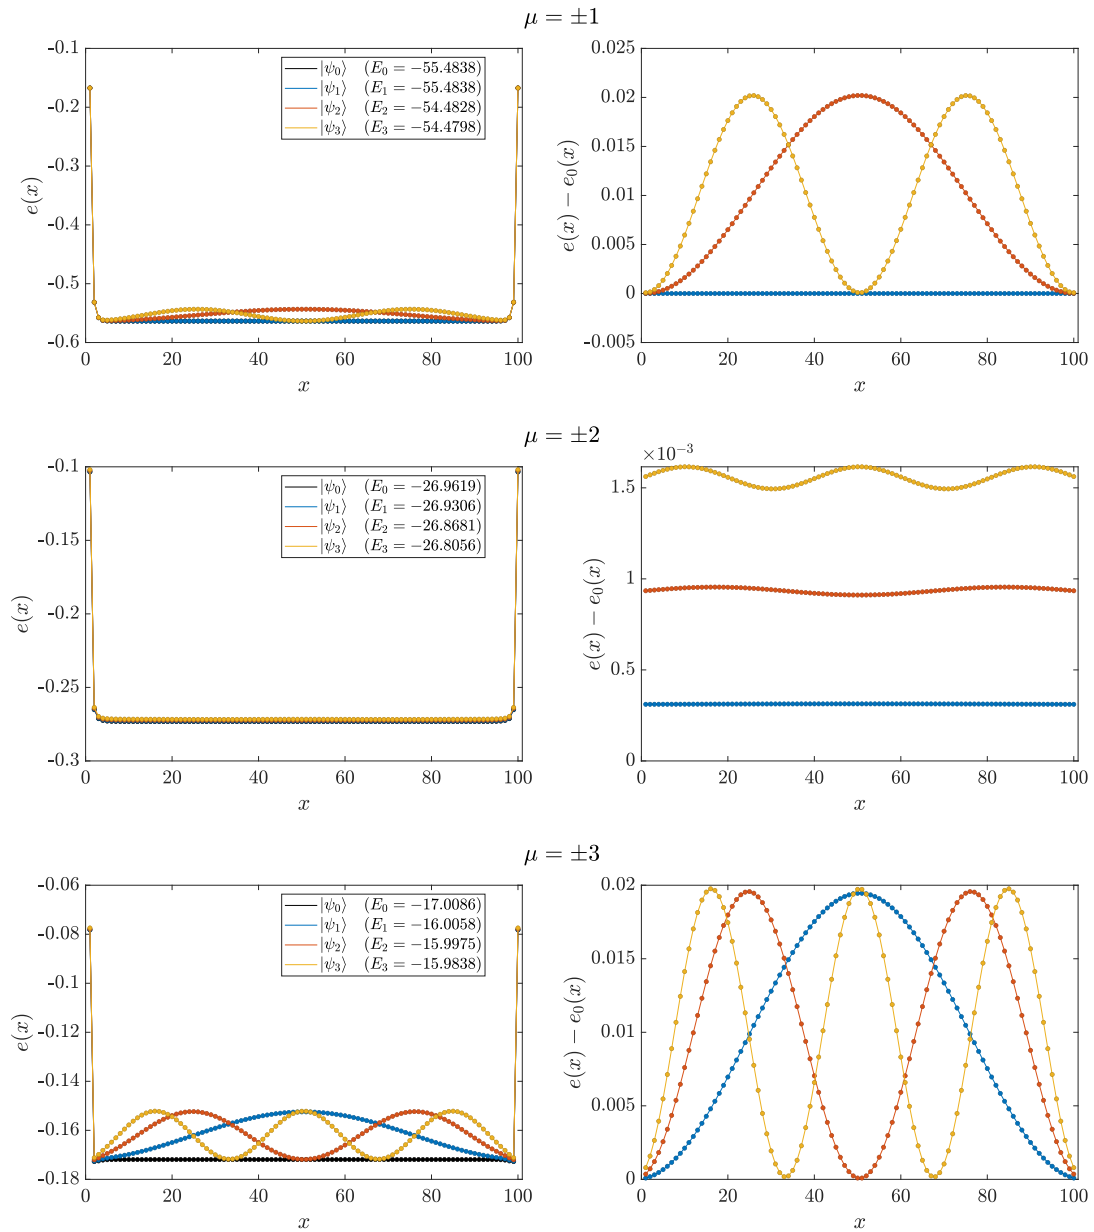 μ = ±1
-0.1
-0.2
-0.3
-0.4
-0.5
-0.6
e(x)
0 20 40 60 80 100
x
|ψ₀⟩ (E₀ = −55.4838)
|ψ₁⟩ (E₁ = −55.4838)
|ψ₂⟩ (E₂ = −54.4828)
|ψ₃⟩ (E₃ = −54.4798)
0.025
0.02
0.015
0.01
0.005
0
-0.005
e(x) − e₀(x)
0 20 40 60 80 100
x
μ = ±2
-0.1
-0.15
-0.2
-0.25
-0.3
e(x)
0 20 40 60 80 100
x
|ψ₀⟩ (E₀ = −26.9619)
|ψ₁⟩ (E₁ = −26.9306)
|ψ₂⟩ (E₂ = −26.8681)
|ψ₃⟩ (E₃ = −26.8056)
×10⁻³
1.5
1
0.5
0
e(x) − e₀(x)
0 20 40 60 80 100
x
μ = ±3
-0.06
-0.08
-0.1
-0.12
-0.14
-0.16
-0.18
e(x)
0 20 40 60 80 100
x
|ψ₀⟩ (E₀ = −17.0086)
|ψ₁⟩ (E₁ = −16.0058)
|ψ₂⟩ (E₂ = −15.9975)
|ψ₃⟩ (E₃ = −15.9838)
0.02
0.015
0.01
0.005
0
e(x) − e₀(x)
0 20 40 60 80 100
x